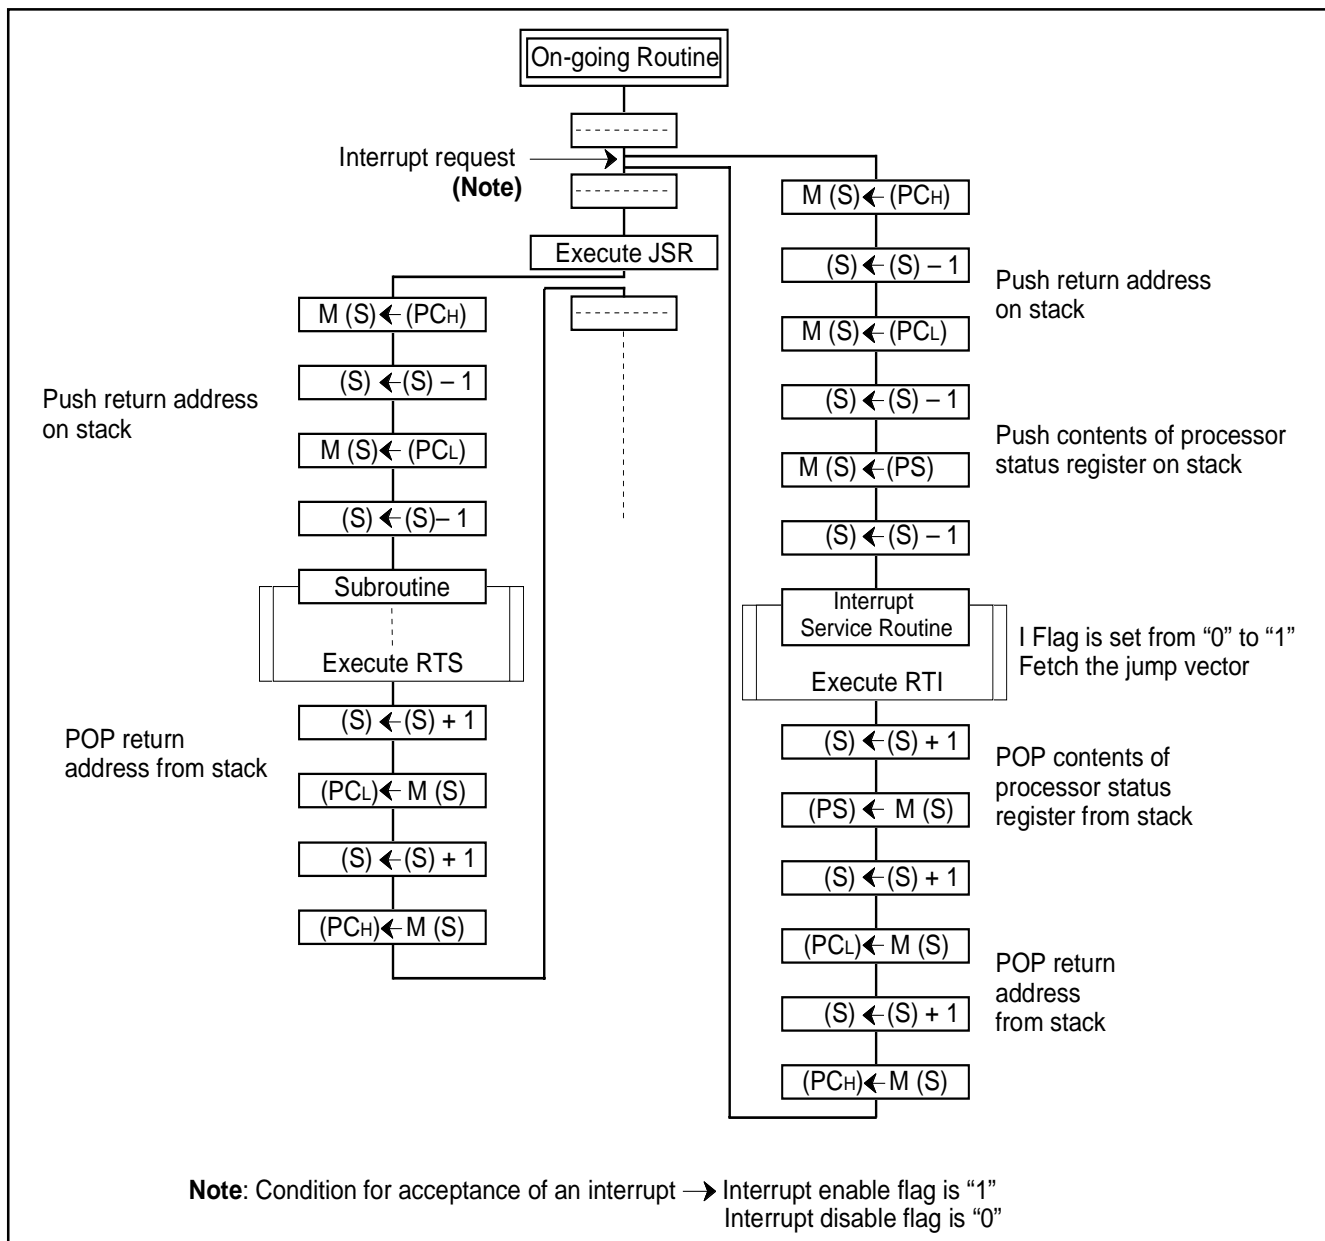 On-going Routine
Interrupt request
(Note)
Execute JSR
M (S) ← (PCH)
(S) ← (S) – 1
M (S) ← (PCL)
(S) ← (S)– 1
Push return address
on stack
Subroutine
Execute RTS
(S) ← (S) + 1
(PCL) ← M (S)
(S) ← (S) + 1
(PCH) ← M (S)
POP return
address from stack
M (S) ← (PCH)
(S) ← (S) – 1
M (S) ← (PCL)
(S) ← (S) – 1
M (S) ← (PS)
(S) ← (S) – 1
Push return address
on stack
Push contents of processor
status register on stack
Interrupt
Service Routine
Execute RTI
I Flag is set from “0” to “1”
Fetch the jump vector
(S) ← (S) + 1
(PS) ← M (S)
(S) ← (S) + 1
(PCL) ← M (S)
(S) ← (S) + 1
(PCH) ← M (S)
POP contents of
processor status
register from stack
POP return
address
from stack
Note: Condition for acceptance of an interrupt → Interrupt enable flag is “1”
Interrupt disable flag is “0”